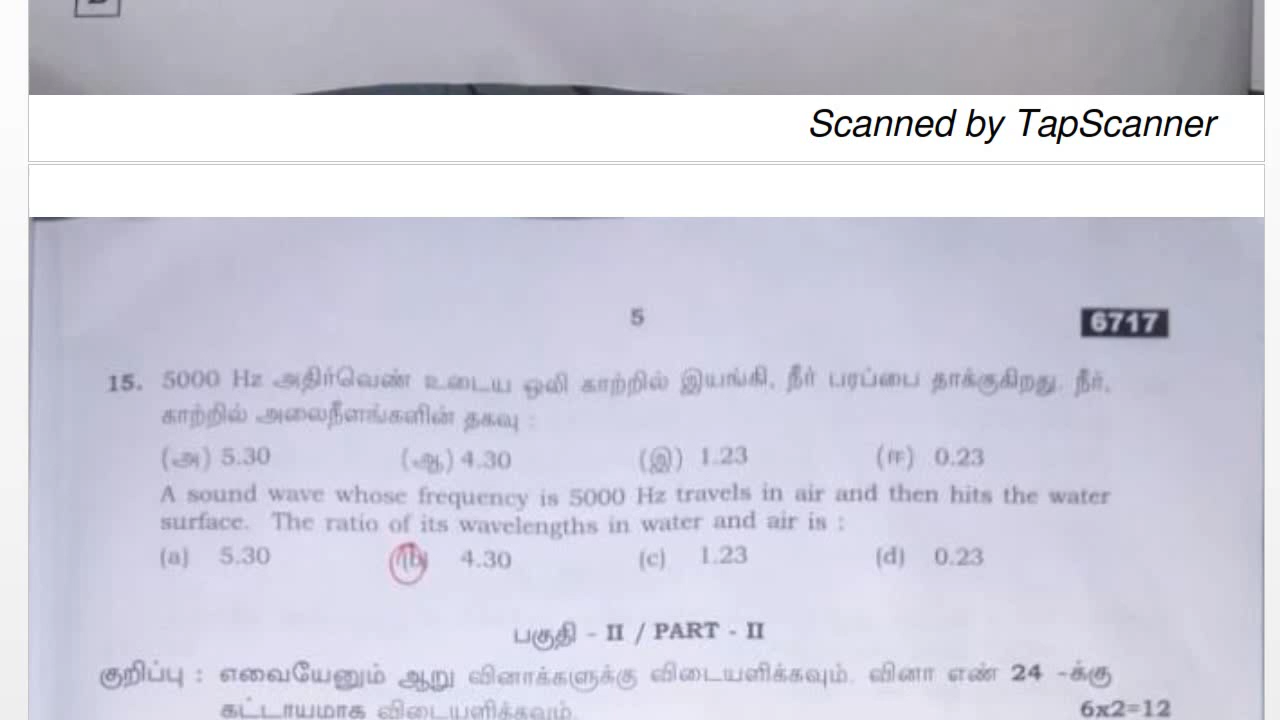 Scanned by TapScanner
5
6717
15. 5000 Hz அதிர்வெண் உடைய ஒலி காற்றில் இயங்கி, நீர் பரப்பை தாக்குகிறது. நீர்,
காற்றில் அலைநீளங்களின் தகவு :
(அ) 5.30 (ஆ) 4.30 (இ) 1.23 (ஈ) 0.23
A sound wave whose frequency is 5000 Hz travels in air and then hits the water
surface. The ratio of its wavelengths in water and air is :
(a) 5.30 (b) 4.30 (c) 1.23 (d) 0.23
பகுதி - II / PART - II
குறிப்பு : எவையேனும் ஆறு வினாக்களுக்கு விடையளிக்கவும். வினா எண் 24 -க்கு
கட்டாயமாக விடையளிக்கவும். 6x2=12